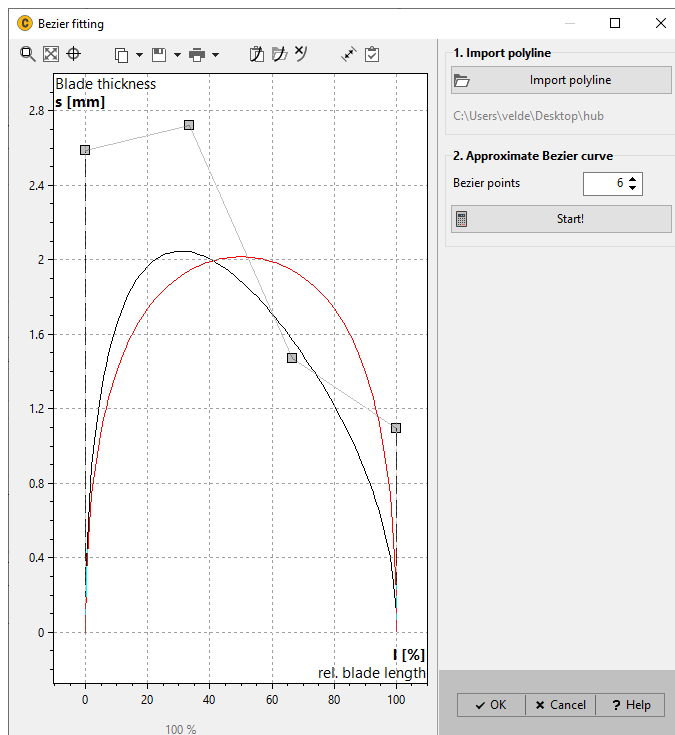 Bezier fitting
Blade thickness
s [mm]
2.8
2.4
2
1.6
1.2
0.8
0.4
0
l [%]
rel. blade length
0 20 40 60 80 100
100 %
1. Import polyline
Import polyline
C:\Users\velde\Desktop\hub
2. Approximate Bezier curve
Bezier points 6
Start!
OK Cancel ? Help